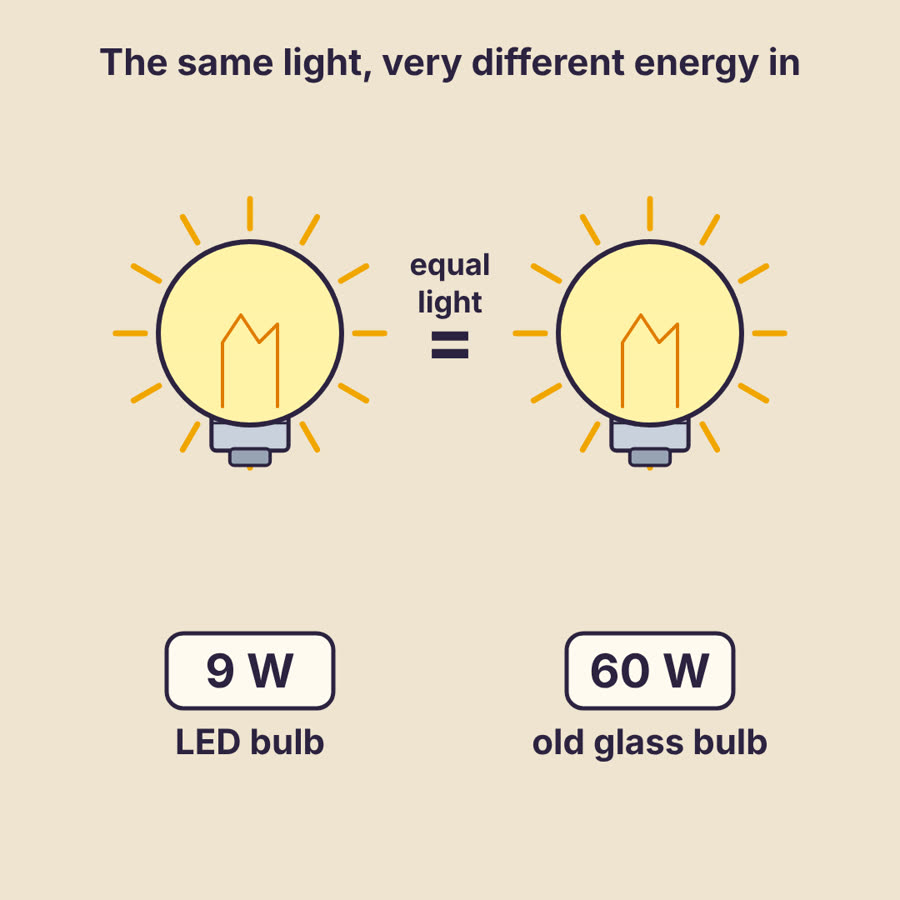 The same light, very different energy in
equal
light
=
9 W
60 W
LED bulb
old glass bulb